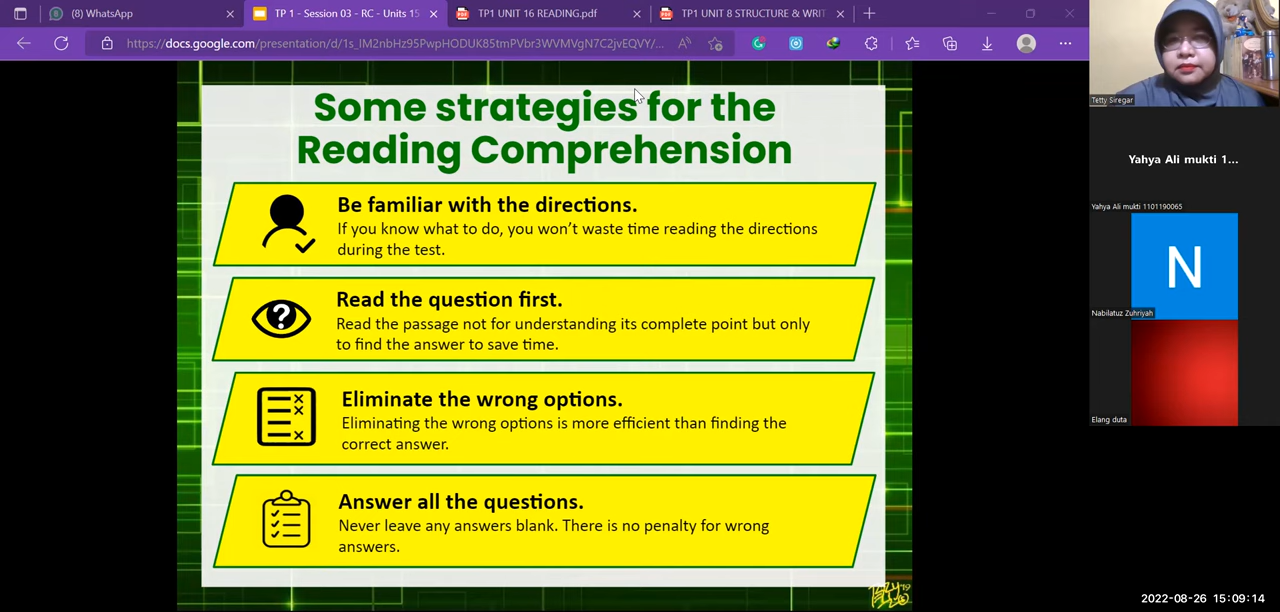 (8) WhatsApp
TP 1 - Session 03 - RC - Units 15
TP1 UNIT 16 READING.pdf
TP1 UNIT 8 STRUCTURE & WRIT
https://docs.google.com/presentation/d/1s_IM2nbHz95PwpHODUK85tmPVbr3WVMVgN7C2jvEQVY/...
Some strategies for the
Reading Comprehension
Be familiar with the directions.
If you know what to do, you won't waste time reading the directions
during the test.
Read the question first.
Read the passage not for understanding its complete point but only
to find the answer to save time.
Eliminate the wrong options.
Eliminating the wrong options is more efficient than finding the
correct answer.
Answer all the questions.
Never leave any answers blank. There is no penalty for wrong
answers.
Tetty Siregar
Yahya Ali mukti 1...
Yahya Ali mukti 1101190065
N
Nabilatuz Zuhriyah
Elang duta
2022-08-26 15:09:14